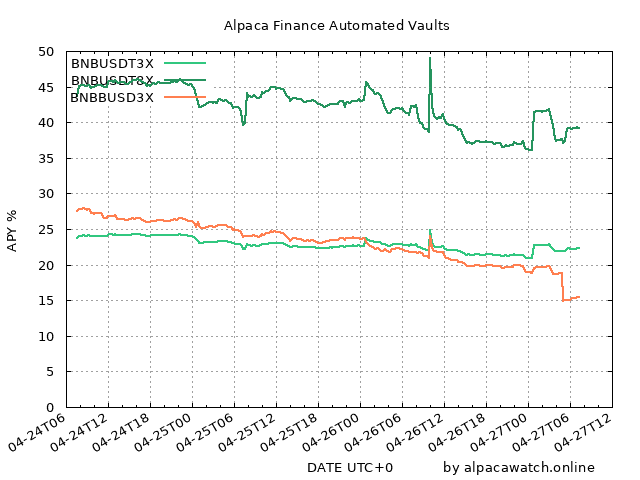 Alpaca Finance Automated Vaults
BNBUSDT3X
BNBUSDT8X
BNBBUSD3X
APY %
50
45
40
35
30
25
20
15
10
5
0
04-24T06
04-24T12
04-24T18
04-25T00
04-25T06
04-25T12
04-25T18
04-26T00
04-26T06
04-26T12
04-26T18
04-27T00
04-27T06
04-27T12
DATE UTC+0
by alpacawatch.online